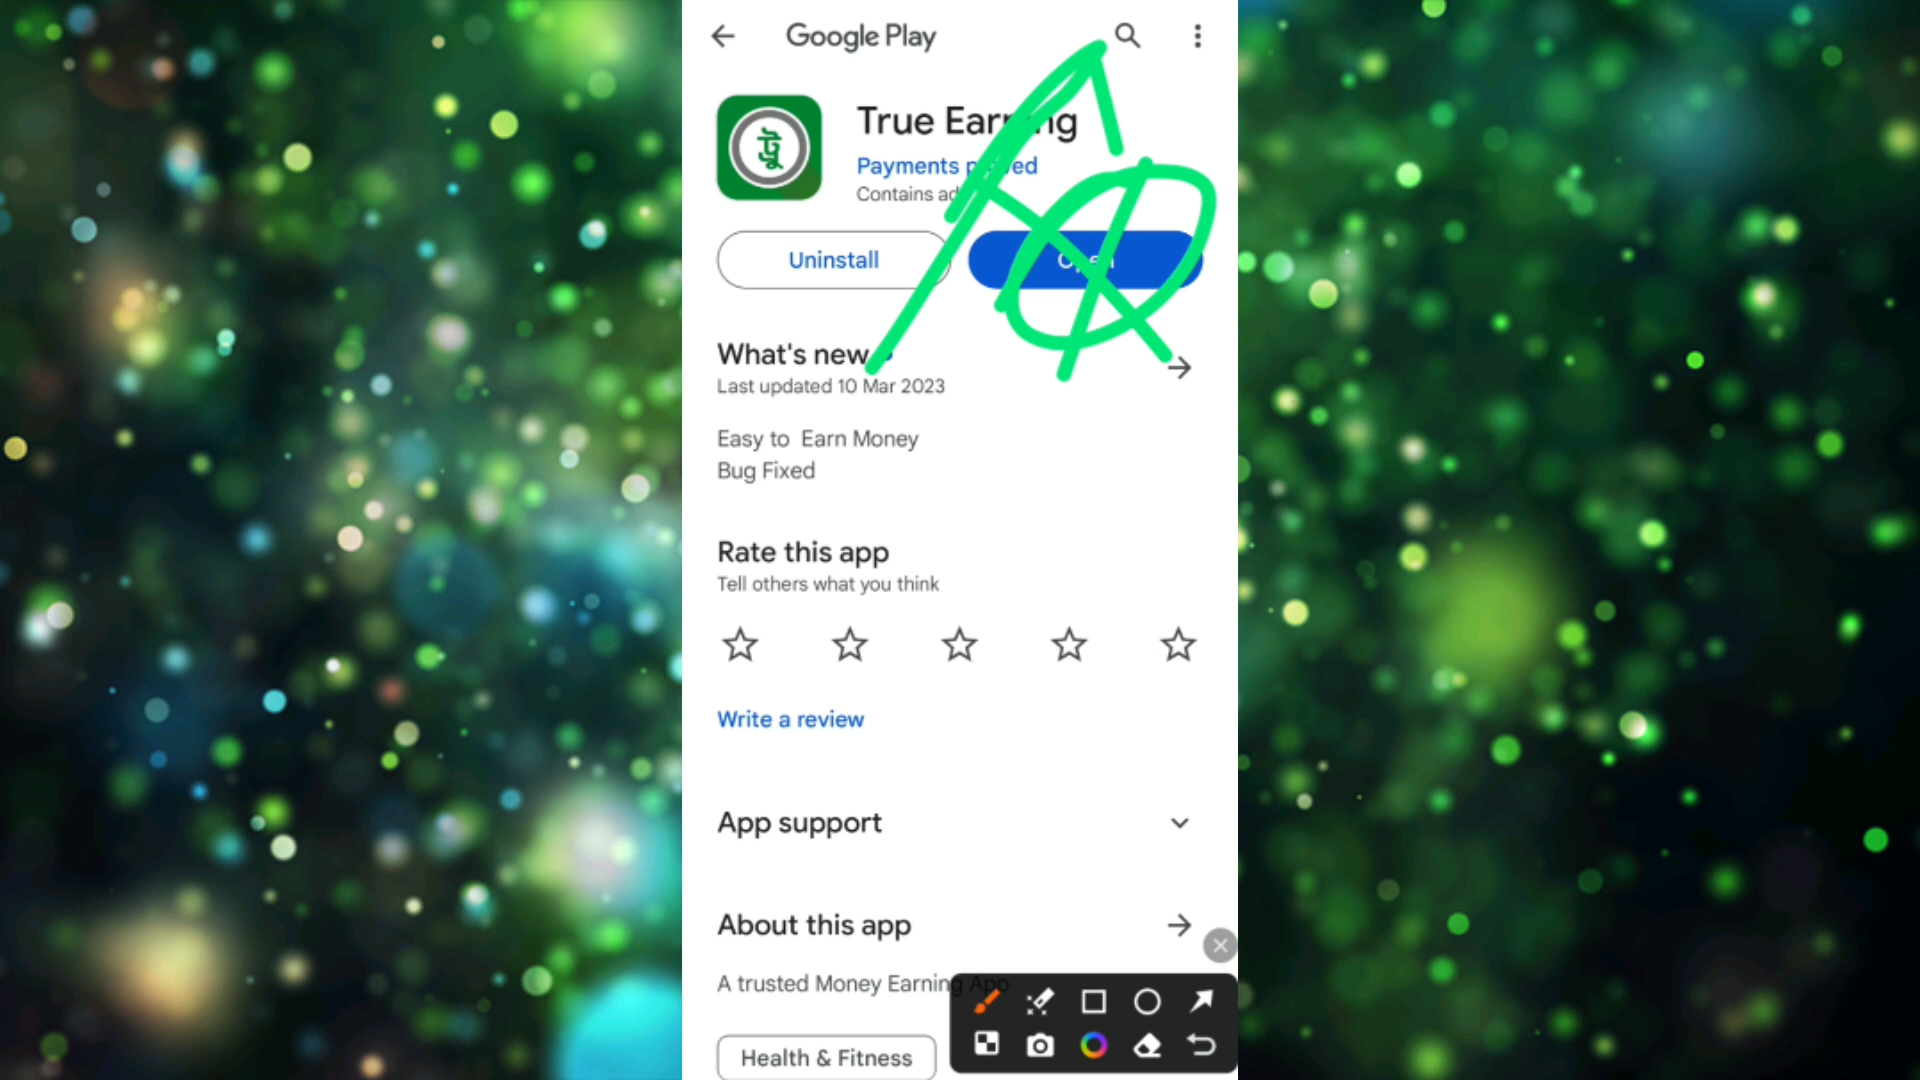 Google Play
ট্রু
True Earning
Payments proved
Contains ad
Uninstall
Open
What's new
Last updated 10 Mar 2023
Easy to Earn Money
Bug Fixed
Rate this app
Tell others what you think
Write a review
App support
About this app
A trusted Money Earning App
Health & Fitness